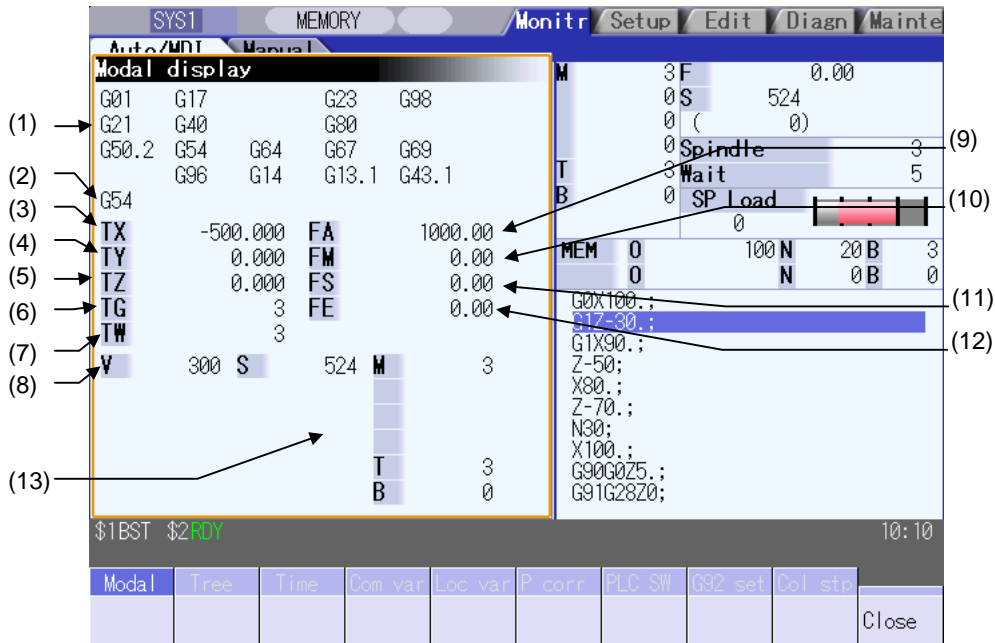 SYS1 MEMORY Monitr Setup Edit Diagn Mainte
Auto/MDI Manual
Modal display
G01 G17 G23 G98
(1) G21 G40 G80
G50.2 G54 G64 G67 G69
G96 G14 G13.1 G43.1
(2) G54
(3) TX -500.000 FA 1000.00 (9)
(4) TY 0.000 FM 0.00 (10)
(5) TZ 0.000 FS 0.00 (11)
(6) TG 3 FE 0.00 (12)
(7) TW 3
(8) V 300 S 524 M 3
(13)
T 3
B 0
M 3 F 0.00
0 S 524
0 ( 0)
0 Spindle 3
T 3 Wait 5
B 0 SP Load
0
MEM O 100 N 20 B 3
O N 0 B 0
G0X100.;
G1Z-30.;
G1X90.;
Z-50;
X80.;
Z-70.;
N30;
X100.;
G90G0Z5.;
G91G28Z0;
$1BST $2RDY 10:10
Modal Tree Time Com var Loc var P corr PLC SW G92 set Col stp
Close